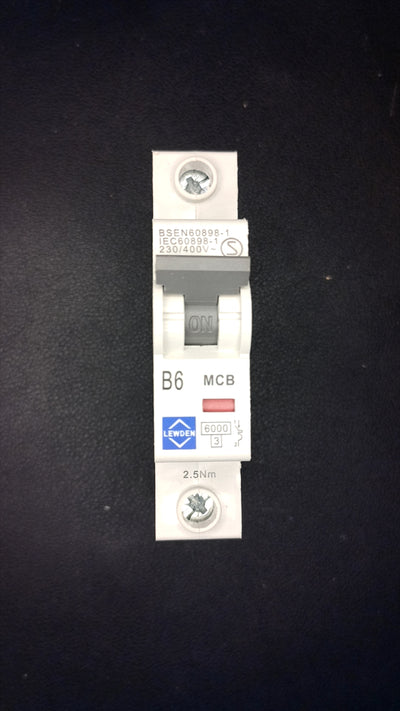 BSEN60898-1
IEC60898-1
230/400V~
S
ON
B6 MCB
LEWDEN
6000
3
2.5Nm